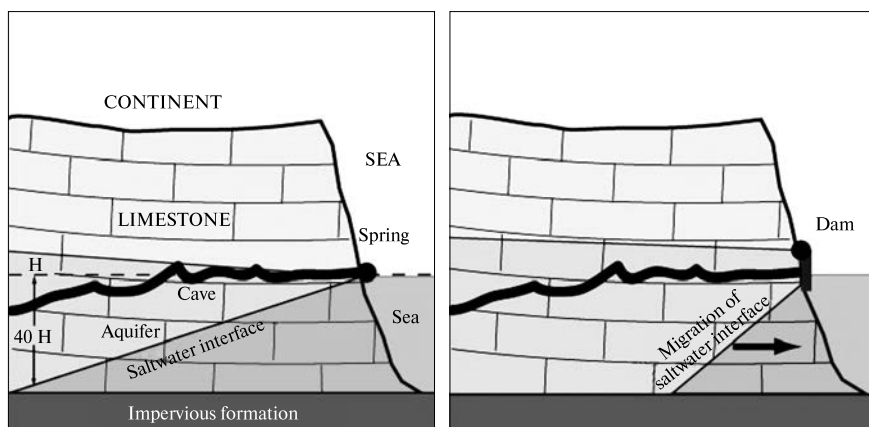 CONTINENT
SEA
LIMESTONE
Spring
H
Cave
Aquifer
Sea
40 H
Saltwater interface
Impervious formation
Dam
Migration of
saltwater interface